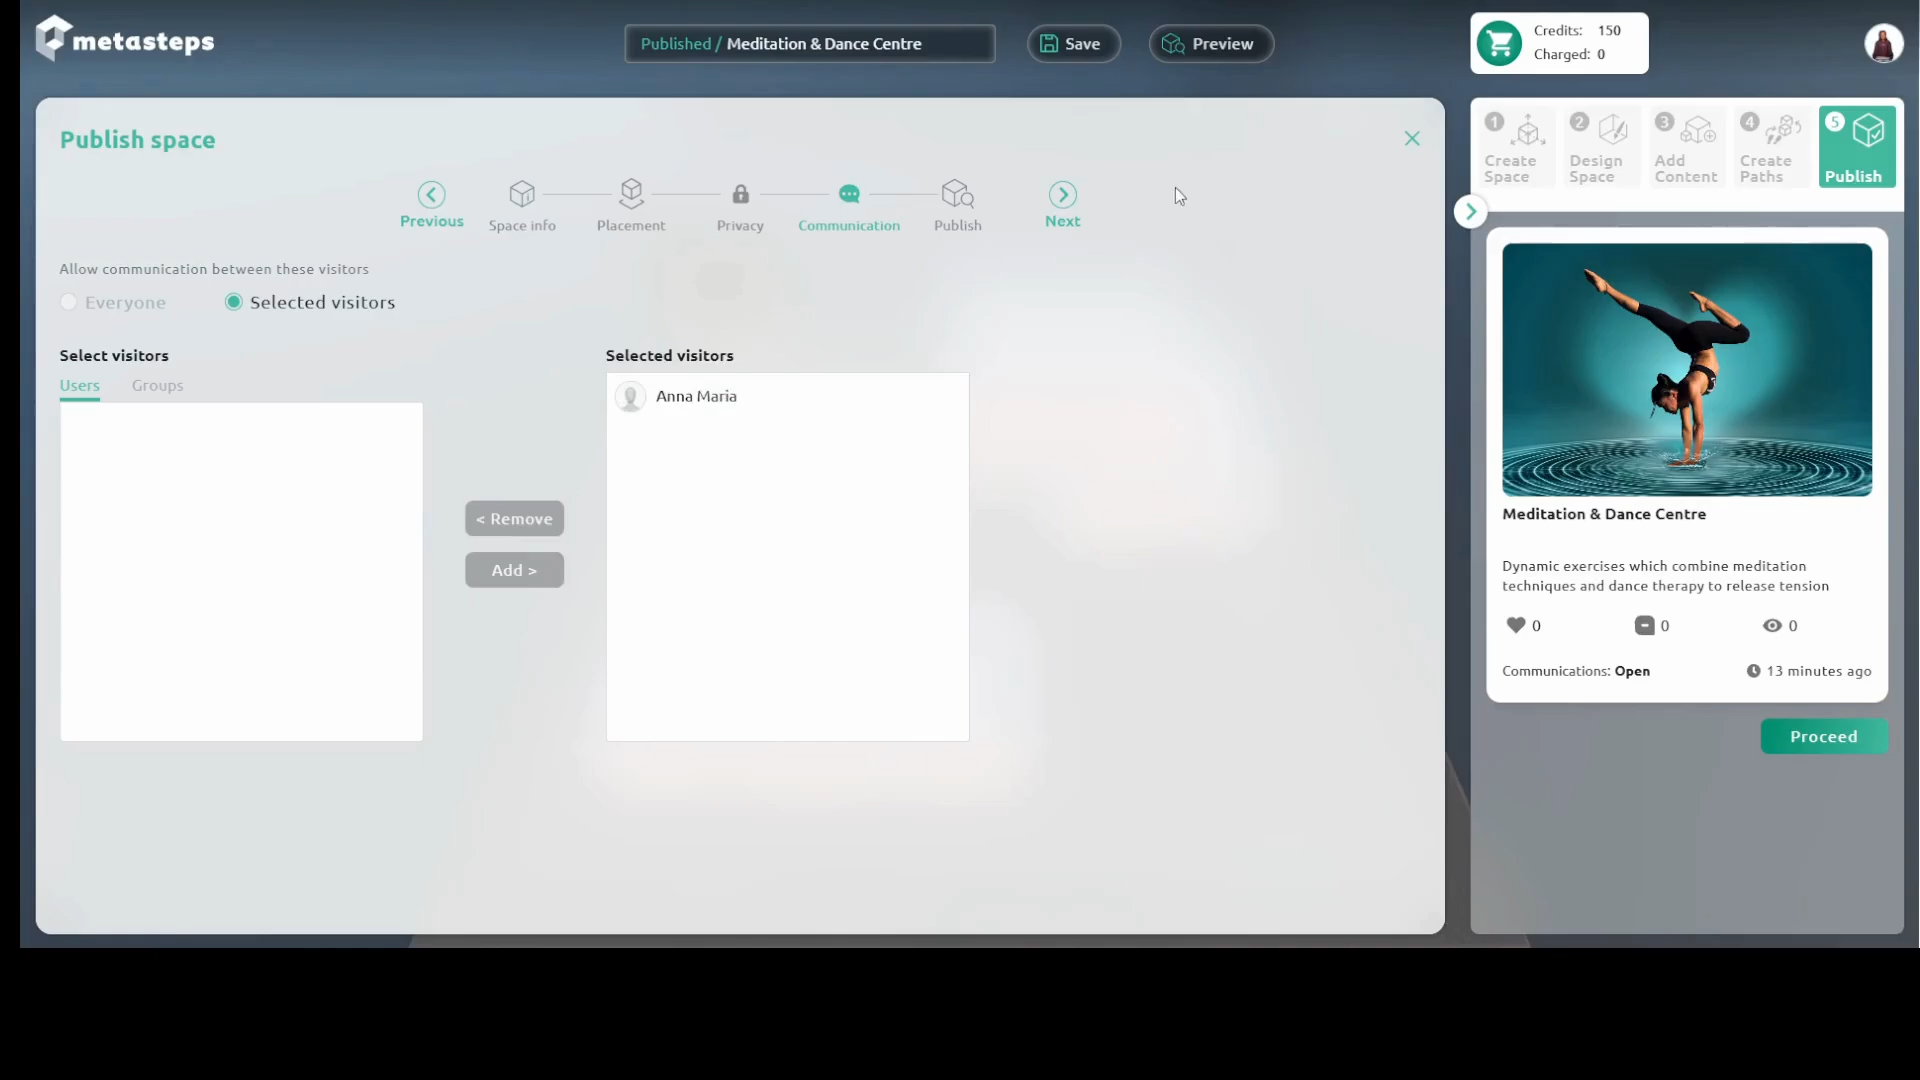 metasteps
Published / Meditation & Dance Centre
Save
Preview
Credits: 150
Charged: 0
Publish space
Previous
Space info
Placement
Privacy
Communication
Publish
Next
1
Create
Space
2
Design
Space
3
Add
Content
4
Create
Paths
5
Publish
Allow communication between these visitors
Everyone
Selected visitors
Select visitors
Users
Groups
Selected visitors
Anna Maria
< Remove
Add >
Meditation & Dance Centre
Dynamic exercises which combine meditation
techniques and dance therapy to release tension
0
0
0
Communications: Open
13 minutes ago
Proceed